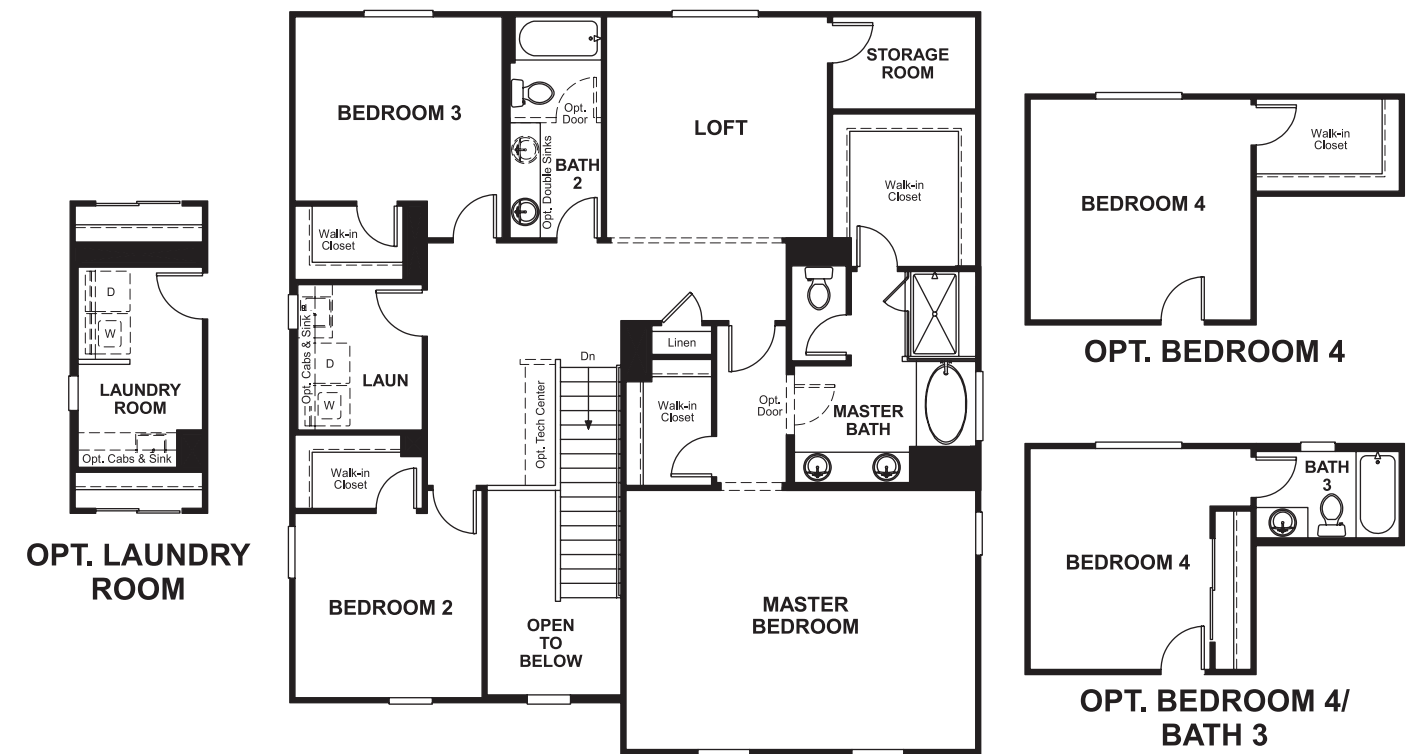 STORAGE
ROOM
BEDROOM 3
Opt.
Door
LOFT
Opt. Double Sinks
BATH
2
Walk-in
Closet
Walk-in
Closet
Opt. Cabs & Sink
D
W
LAUN
Linen
Dn
Opt. Tech Center
Walk-in
Closet
Opt.
Door
MASTER
BATH
Walk-in
Closet
BEDROOM 2
OPEN
TO
BELOW
MASTER
BEDROOM
D
W
LAUNDRY
ROOM
Opt. Cabs & Sink
OPT. LAUNDRY
ROOM
Walk-in
Closet
BEDROOM 4
OPT. BEDROOM 4
BATH
3
BEDROOM 4
OPT. BEDROOM 4/
BATH 3